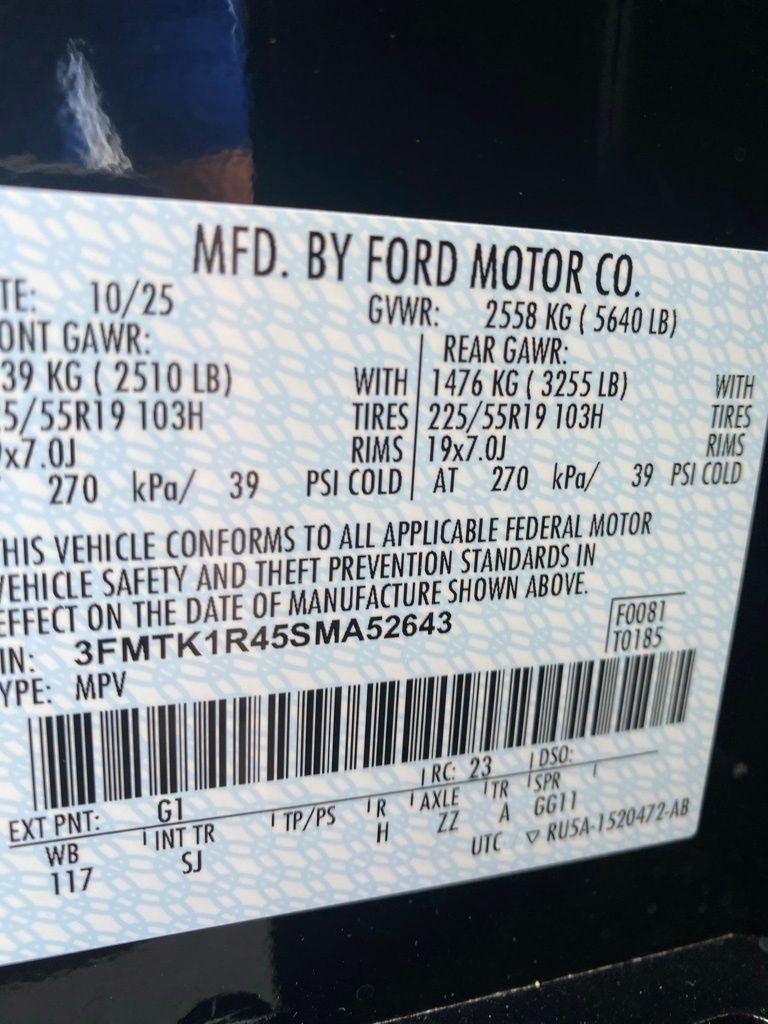 MFD. BY FORD MOTOR CO.
TE: 10/25 GVWR: 2558 KG ( 5640 LB)
ONT GAWR: REAR GAWR:
39 KG ( 2510 LB) WITH 1476 KG ( 3255 LB) WITH
5/55R19 103H TIRES 225/55R19 103H TIRES
x7.0J RIMS 19x7.0J RIMS
270 kPa/ 39 PSI COLD AT 270 kPa/ 39 PSI COLD
HIS VEHICLE CONFORMS TO ALL APPLICABLE FEDERAL MOTOR
VEHICLE SAFETY AND THEFT PREVENTION STANDARDS IN
EFFECT ON THE DATE OF MANUFACTURE SHOWN ABOVE.
IN: 3FMTK1R45SMA52643 F0081
YPE: MPV T0185
EXT PNT: G1 RC: 23 DSO:
WB INT TR TP/PS R AXLE TR SPR
117 SJ H ZZ A GG11
UTC ▽ RU5A-1520472-AB